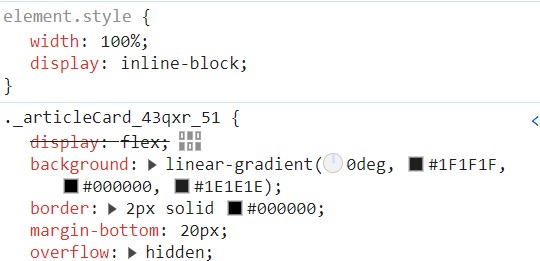 element.style {
width: 100%;
display: inline-block;
}
._articleCard_43qxr_51 {
display: flex;
background: linear-gradient( 0deg, #1F1F1F,
#000000, #1E1E1E);
border: 2px solid #000000;
margin-bottom: 20px;
overflow: hidden;